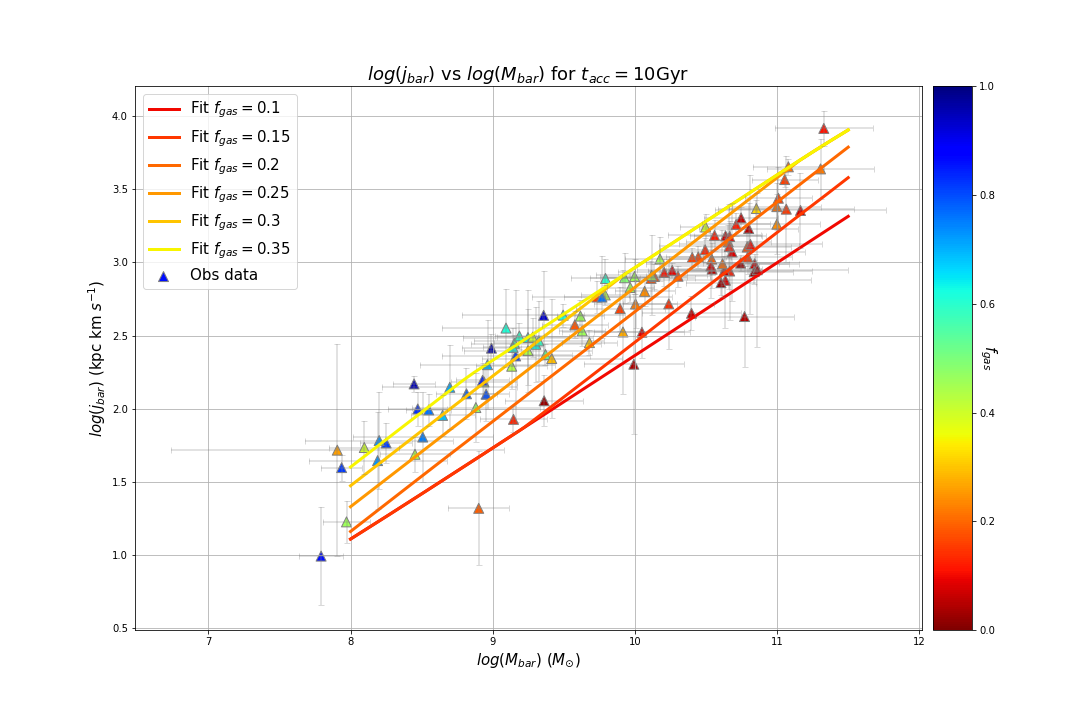 log(j_bar) vs log(M_bar) for t_acc = 10Gyr
Fit f_gas = 0.1
Fit f_gas = 0.15
Fit f_gas = 0.2
Fit f_gas = 0.25
Fit f_gas = 0.3
Fit f_gas = 0.35
Obs data
4.0
3.5
3.0
2.5
2.0
1.5
1.0
0.5
log(j_bar) (kpc km s⁻¹)
7
8
9
10
11
12
log(M_bar) (M_⊙)
1.0
0.8
0.6
0.4
0.2
0.0
f_gas